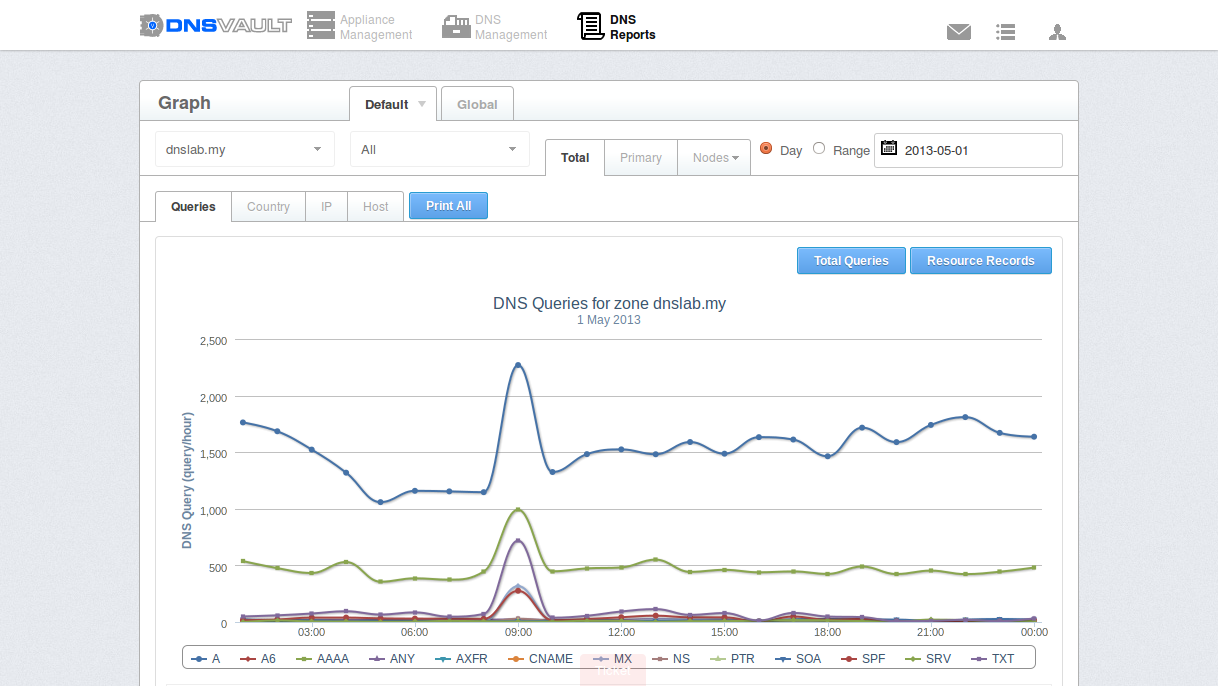 DNSVAULT
Appliance
Management
DNS
Management
DNS
Reports
Graph
Default
Global
dnslab.my
All
Total
Primary
Nodes
Day
Range
2013-05-01
Queries
Country
IP
Host
Print All
Total Queries
Resource Records
DNS Queries for zone dnslab.my
1 May 2013
DNS Query (query/hour)
2,500
2,000
1,500
1,000
500
0
03:00
06:00
09:00
12:00
15:00
18:00
21:00
00:00
A A6 AAAA ANY AXFR CNAME MX NS PTR SOA SPF SRV TXT
Ticket